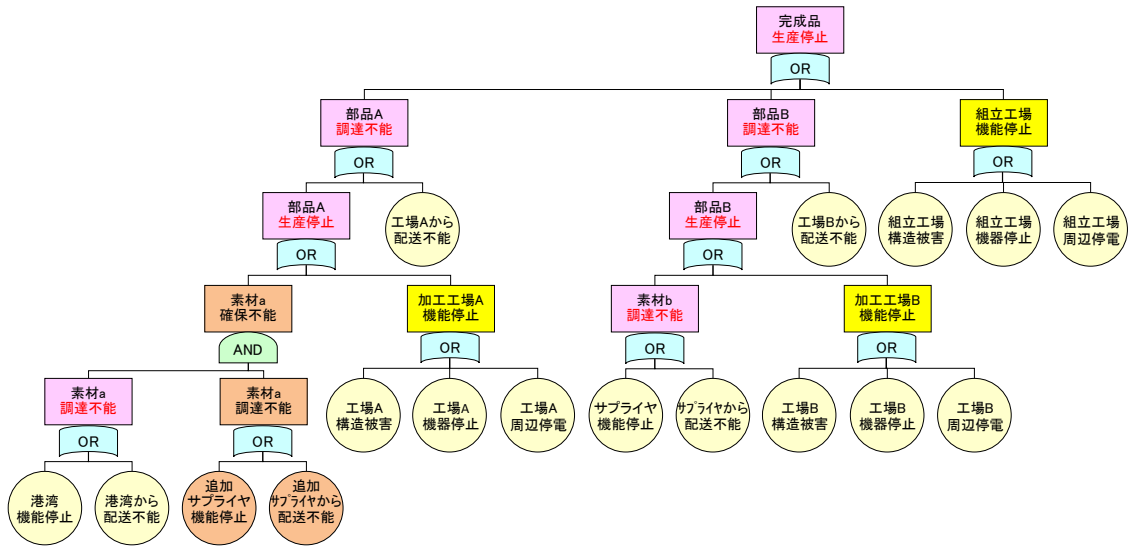 完成品
生産停止
OR
部品A
調達不能
部品B
調達不能
組立工場
機能停止
OR
OR
OR
部品A
生産停止
工場Aから
配送不能
部品B
生産停止
工場Bから
配送不能
組立工場
構造被害
組立工場
機器停止
組立工場
周辺停電
OR
OR
素材a
確保不能
加工工場A
機能停止
素材b
調達不能
加工工場B
機能停止
AND
OR
OR
OR
素材a
調達不能
素材a
調達不能
工場A
構造被害
工場A
機器停止
工場A
周辺停電
サプライヤ
機能停止
サプライヤから
配送不能
工場B
構造被害
工場B
機器停止
工場B
周辺停電
OR
OR
港湾
機能停止
港湾から
配送不能
追加
サプライヤ
機能停止
追加
サプライヤから
配送不能